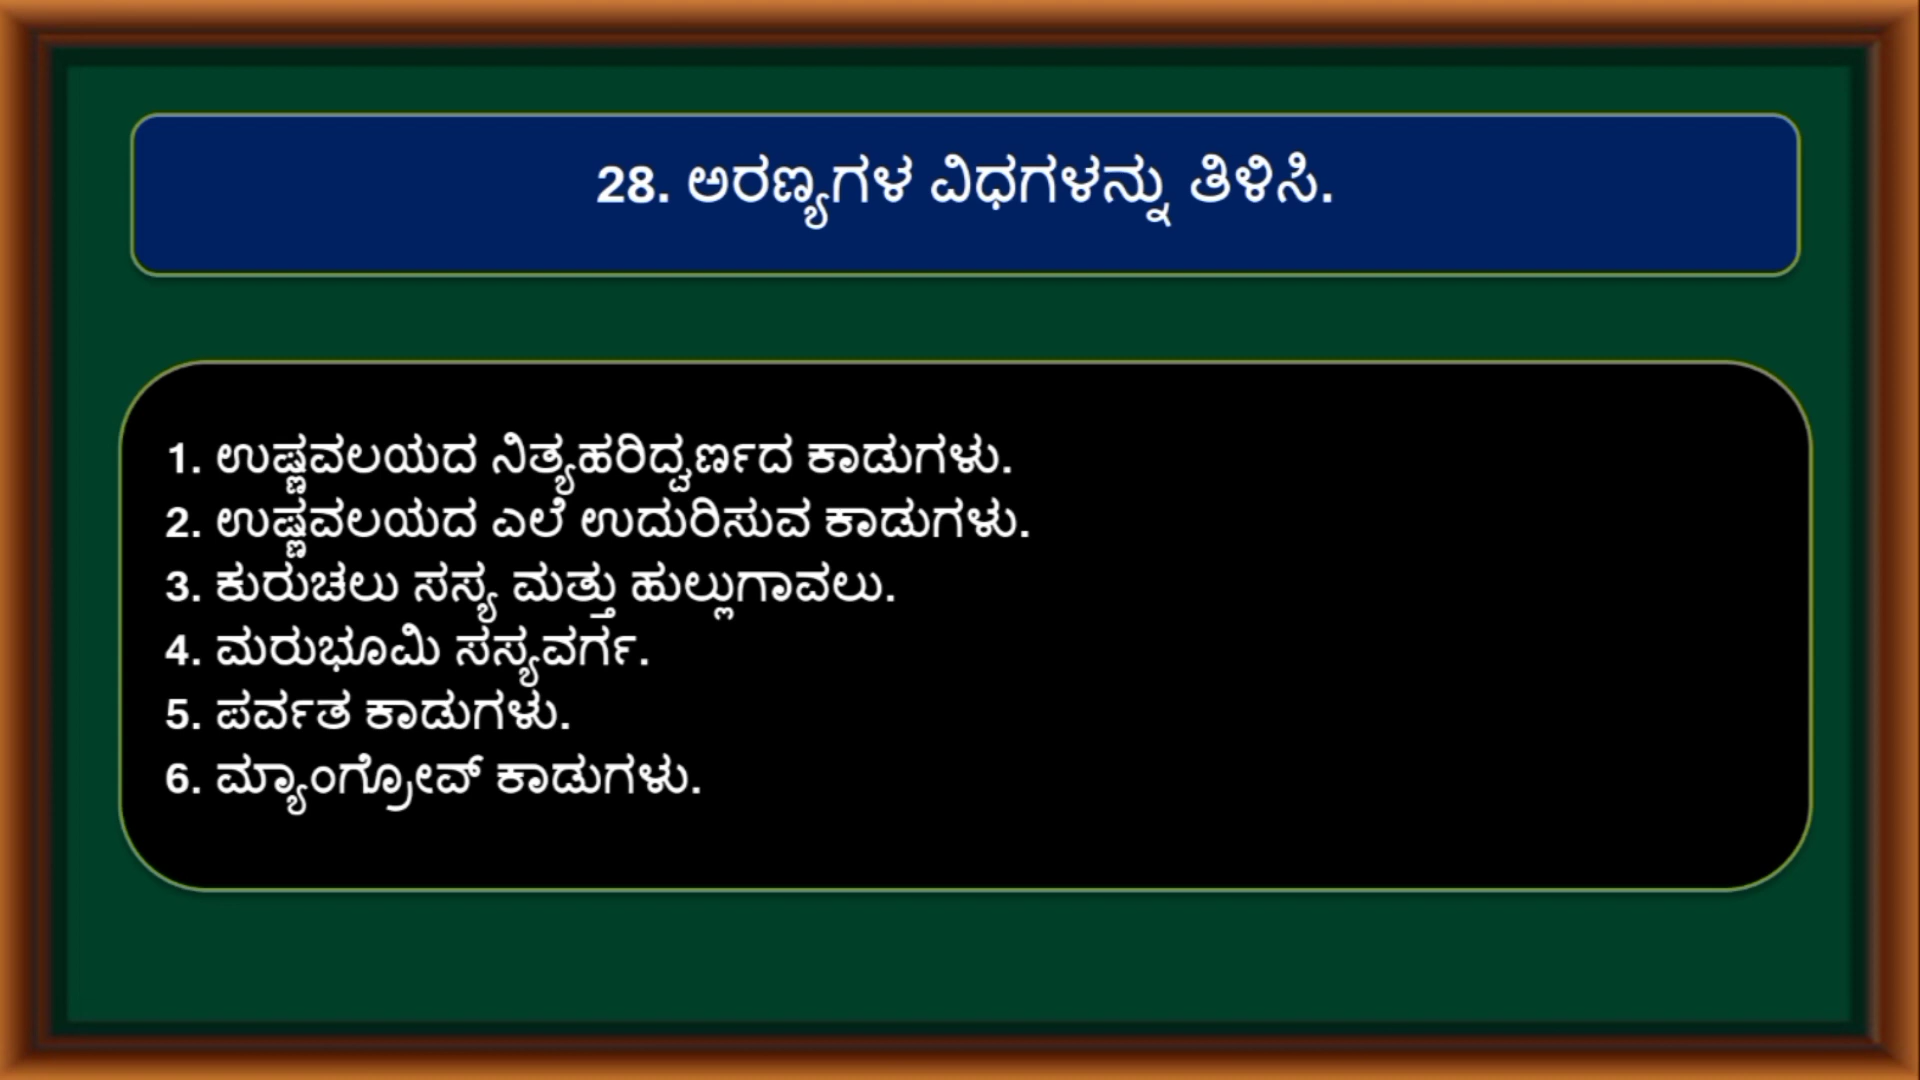 28. ಅರಣ್ಯಗಳ ವಿಧಗಳನ್ನು ತಿಳಿಸಿ.
1. ಉಷ್ಣವಲಯದ ನಿತ್ಯಹರಿದ್ವರ್ಣದ ಕಾಡುಗಳು.
2. ಉಷ್ಣವಲಯದ ಎಲೆ ಉದುರಿಸುವ ಕಾಡುಗಳು.
3. ಕುರುಚಲು ಸಸ್ಯ ಮತ್ತು ಹುಲ್ಲುಗಾವಲು.
4. ಮರುಭೂಮಿ ಸಸ್ಯವರ್ಗ.
5. ಪರ್ವತ ಕಾಡುಗಳು.
6. ಮ್ಯಾಂಗ್ರೋವ್ ಕಾಡುಗಳು.